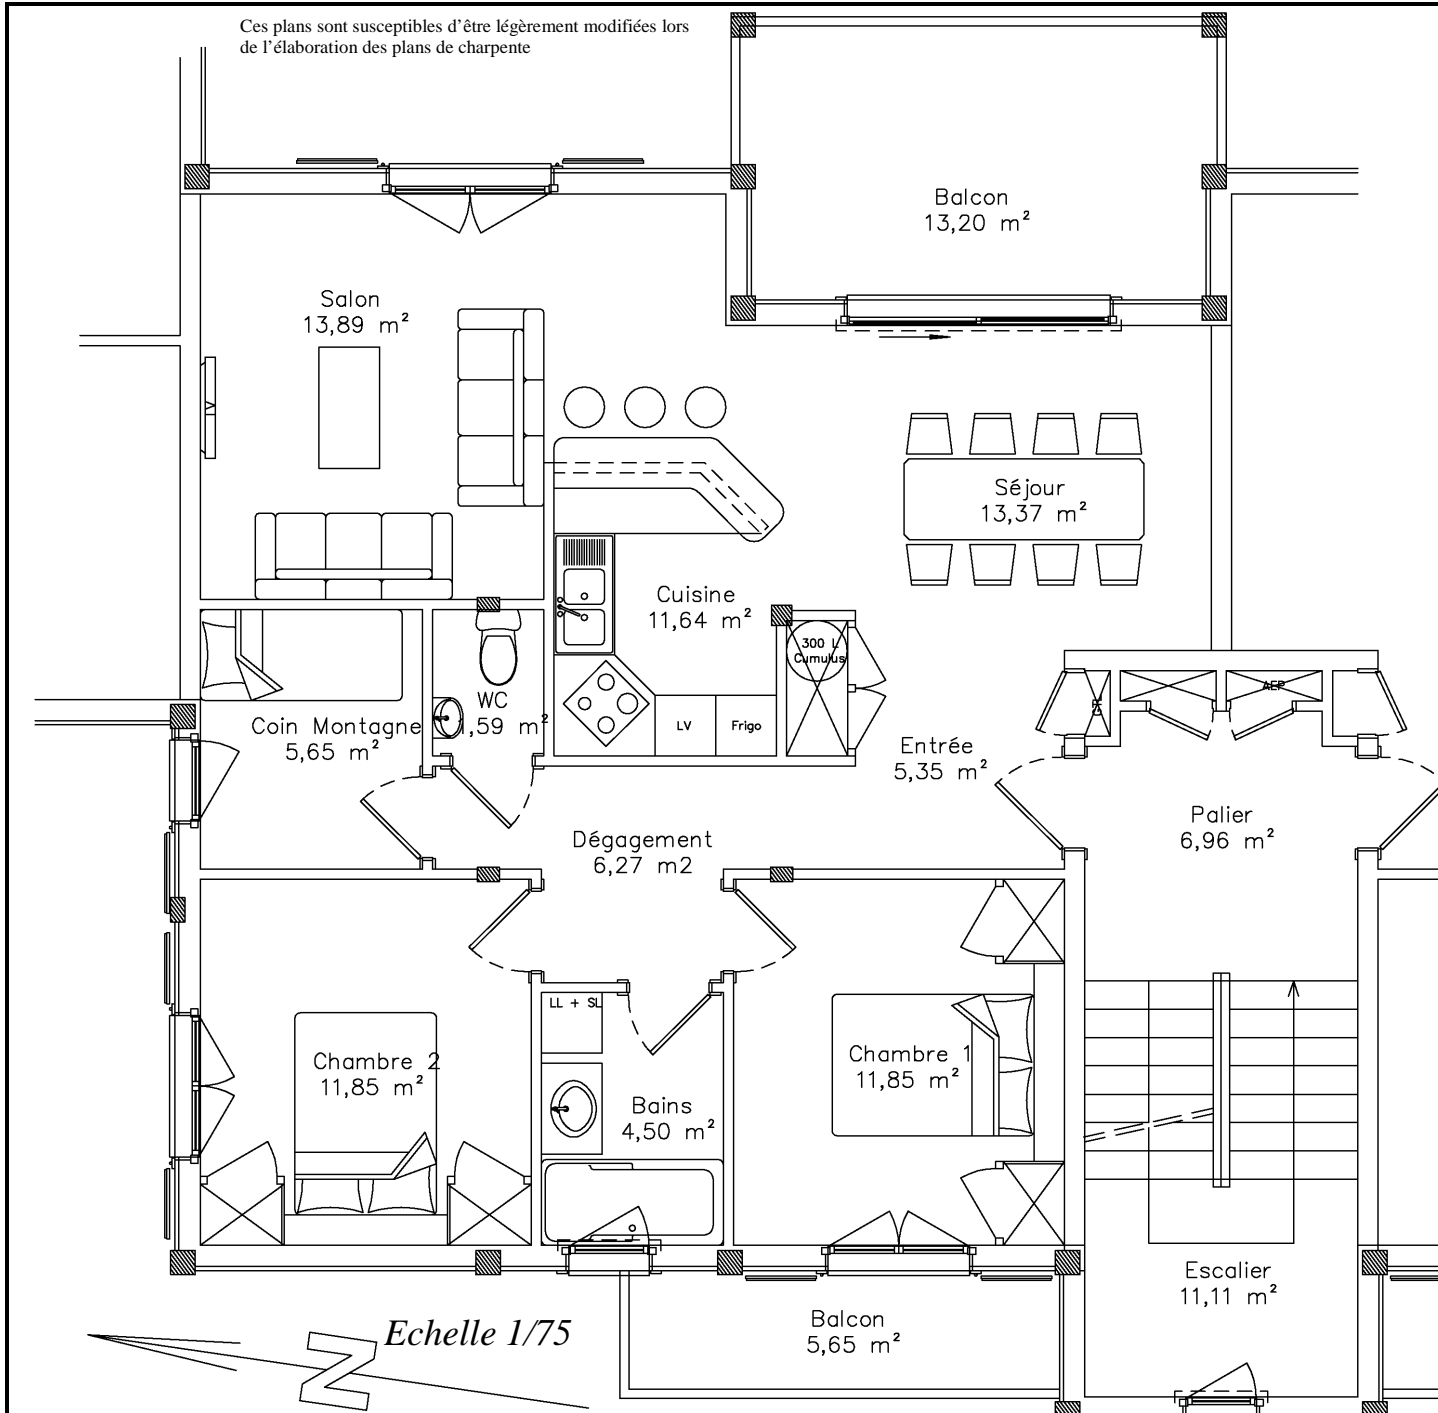 Ces plans sont susceptibles d’être légèrement modifiées lors
de l’élaboration des plans de charpente
Balcon
13,20 m²
Salon
13,89 m²
TV
Séjour
13,37 m²
Cuisine
11,64 m²
300 L
Cumulus
WC
1,59 m²
Coin Montagne
5,65 m²
LV
Frigo
AEP
Entrée
5,35 m²
Palier
6,96 m²
Dégagement
6,27 m2
LL + SL
Chambre 2
11,85 m²
Chambre 1
11,85 m²
Bains
4,50 m²
Escalier
11,11 m²
Balcon
5,65 m²
Echelle 1/75
N